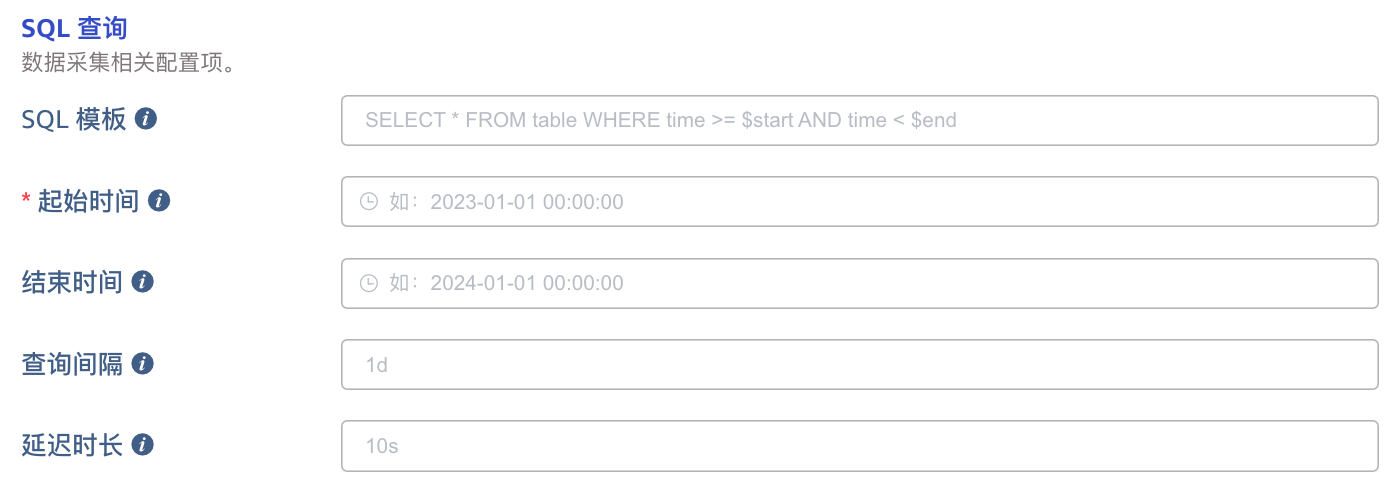 SQL 查询
数据采集相关配置项。
SQL 模板
SELECT * FROM table WHERE time >= $start AND time < $end
* 起始时间
如：2023-01-01 00:00:00
结束时间
如：2024-01-01 00:00:00
查询间隔
1d
延迟时长
10s